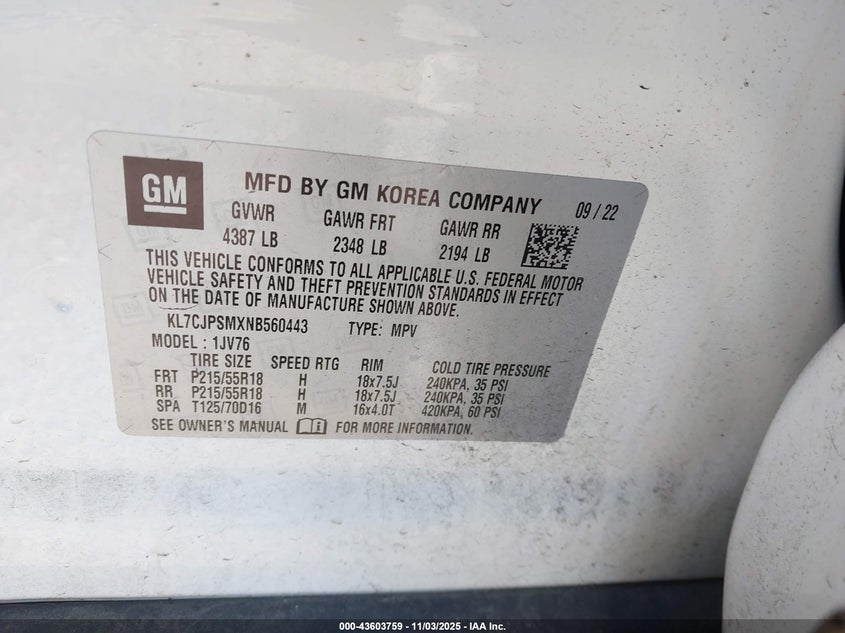 GM
MFD BY GM KOREA COMPANY 09 / 22
GVWR GAWR FRT GAWR RR
4387 LB 2348 LB 2194 LB
THIS VEHICLE CONFORMS TO ALL APPLICABLE U.S. FEDERAL MOTOR
VEHICLE SAFETY AND THEFT PREVENTION STANDARDS IN EFFECT
ON THE DATE OF MANUFACTURE SHOWN ABOVE.
KL7CJPSMXNB560443 TYPE: MPV
MODEL : 1JV76
TIRE SIZE SPEED RTG RIM COLD TIRE PRESSURE
FRT P215/55R18 H 18x7.5J 240KPA, 35 PSI
RR P215/55R18 H 18x7.5J 240KPA, 35 PSI
SPA T125/70D16 M 16x4.0T 420KPA, 60 PSI
SEE OWNER'S MANUAL FOR MORE INFORMATION.
000-43603759 - 11/03/2025 - IAA Inc.